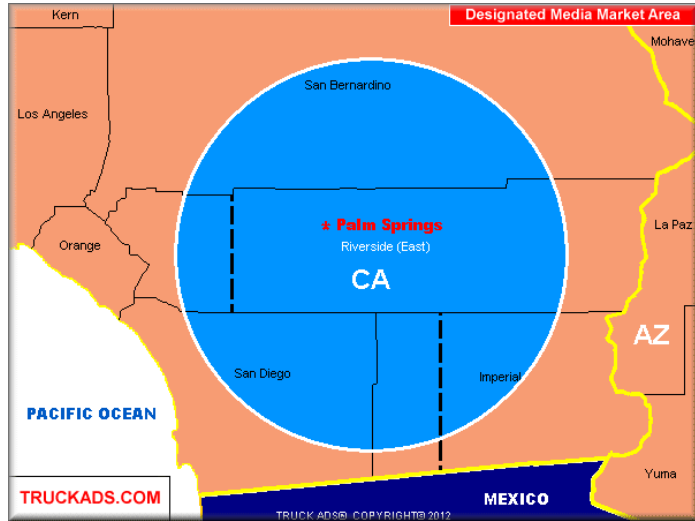 Kern
Designated Media Market Area
Mohave
San Bernardino
Los Angeles
* Palm Springs
La Paz
Orange
Riverside (East)
CA
AZ
San Diego
Imperial
PACIFIC OCEAN
Yuma
TRUCKADS.COM
MEXICO
TRUCK ADS® COPYRIGHT© 2012